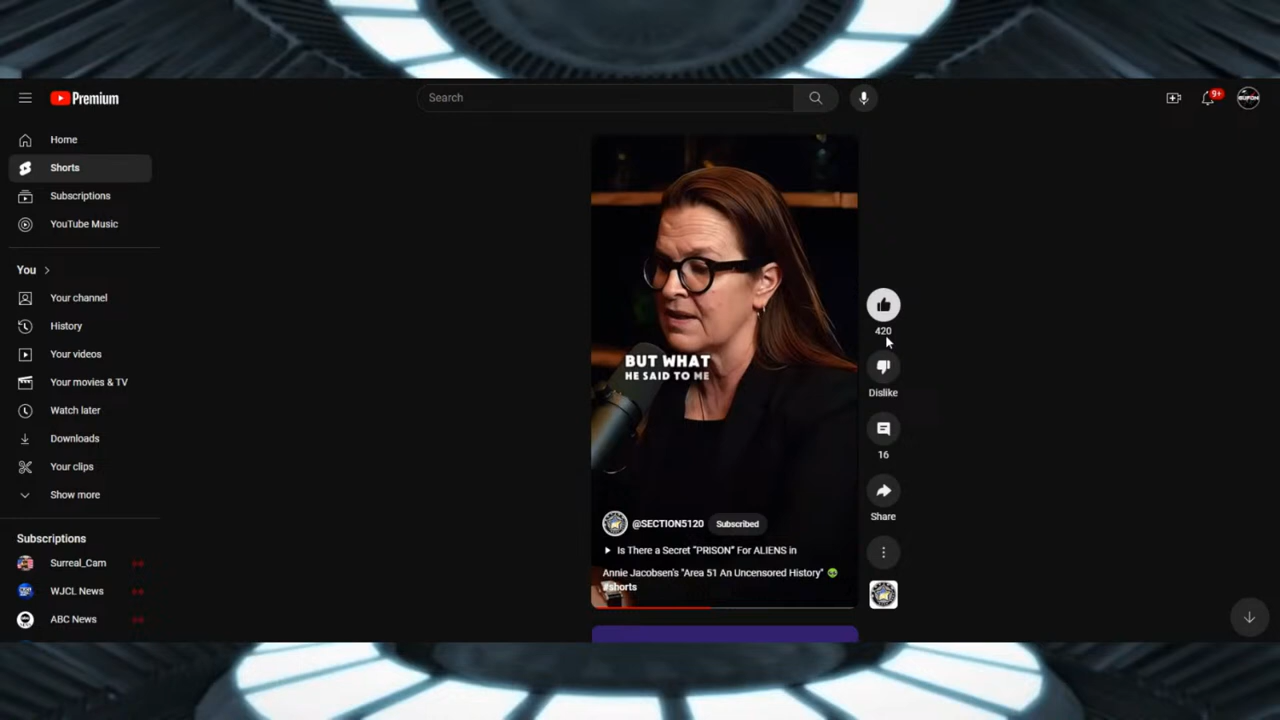 Premium
Search
9+
Home
Shorts
Subscriptions
YouTube Music
You
Your channel
History
Your videos
Your movies & TV
Watch later
Downloads
Your clips
Show more
Subscriptions
Surreal_Cam
WJCL News
ABC News
BUT WHAT
HE SAID TO ME
@SECTION5120 Subscribed
Is There a Secret "PRISON" For ALIENS in
Annie Jacobsen's "Area 51 An Uncensored History" 👽
#shorts
420
Dislike
16
Share